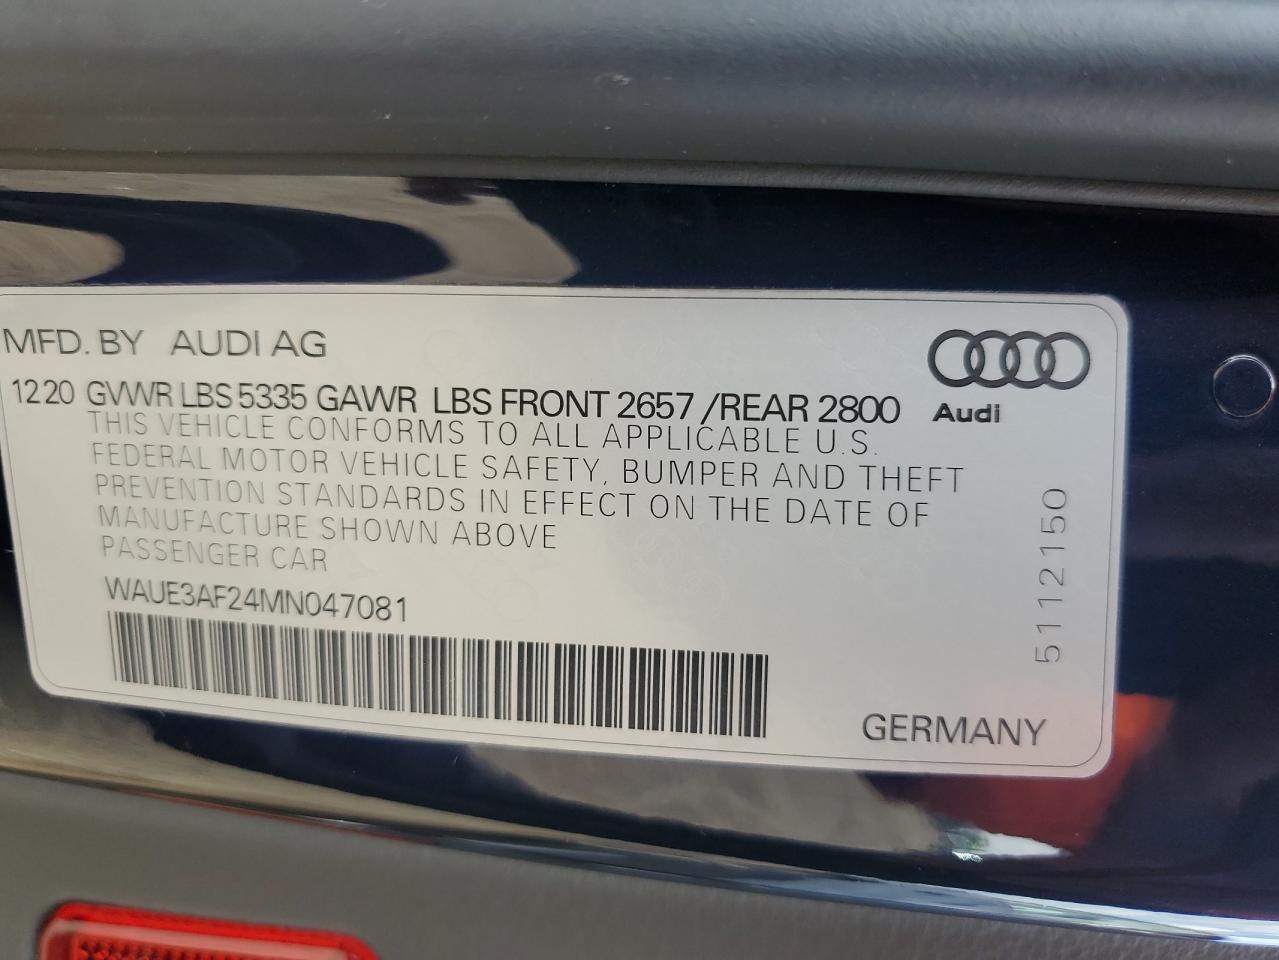 MFD. BY AUDI AG
12 20 GVWR LBS 5335 GAWR LBS FRONT 2657 /REAR 2800
Audi
THIS VEHICLE CONFORMS TO ALL APPLICABLE U.S.
FEDERAL MOTOR VEHICLE SAFETY, BUMPER AND THEFT
PREVENTION STANDARDS IN EFFECT ON THE DATE OF
MANUFACTURE SHOWN ABOVE
PASSENGER CAR
WAUE3AF24MN047081
5112150
GERMANY